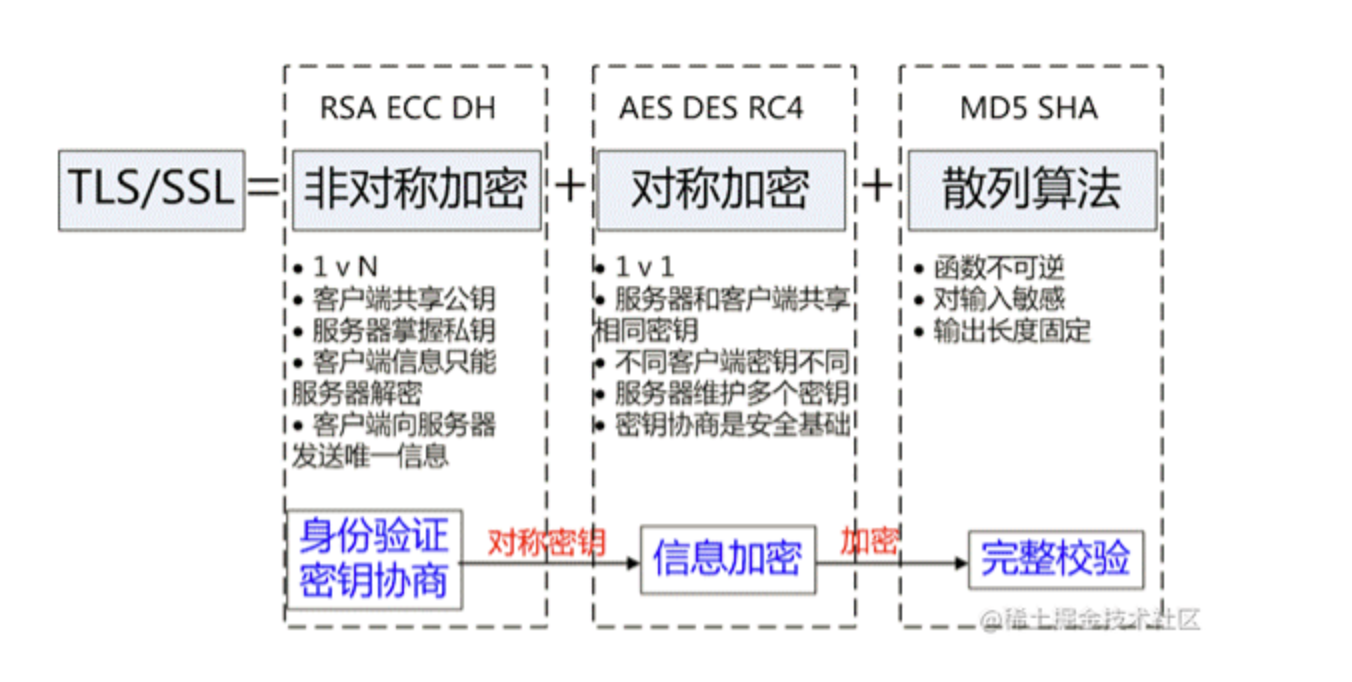 RSA ECC DH
AES DES RC4
MD5 SHA
TLS/SSL
=
非对称加密
+
对称加密
+
散列算法
• 1 v N
• 客户端共享公钥
• 服务器掌握私钥
• 客户端信息只能
服务器解密
• 客户端向服务器
发送唯一信息
• 1 v 1
• 服务器和客户端共享
相同密钥
• 不同客户端密钥不同
• 服务器维护多个密钥
• 密钥协商是安全基础
• 函数不可逆
• 对输入敏感
• 输出长度固定
身份验证
密钥协商
对称密钥
信息加密
加密
完整校验
@稀土掘金技术社区